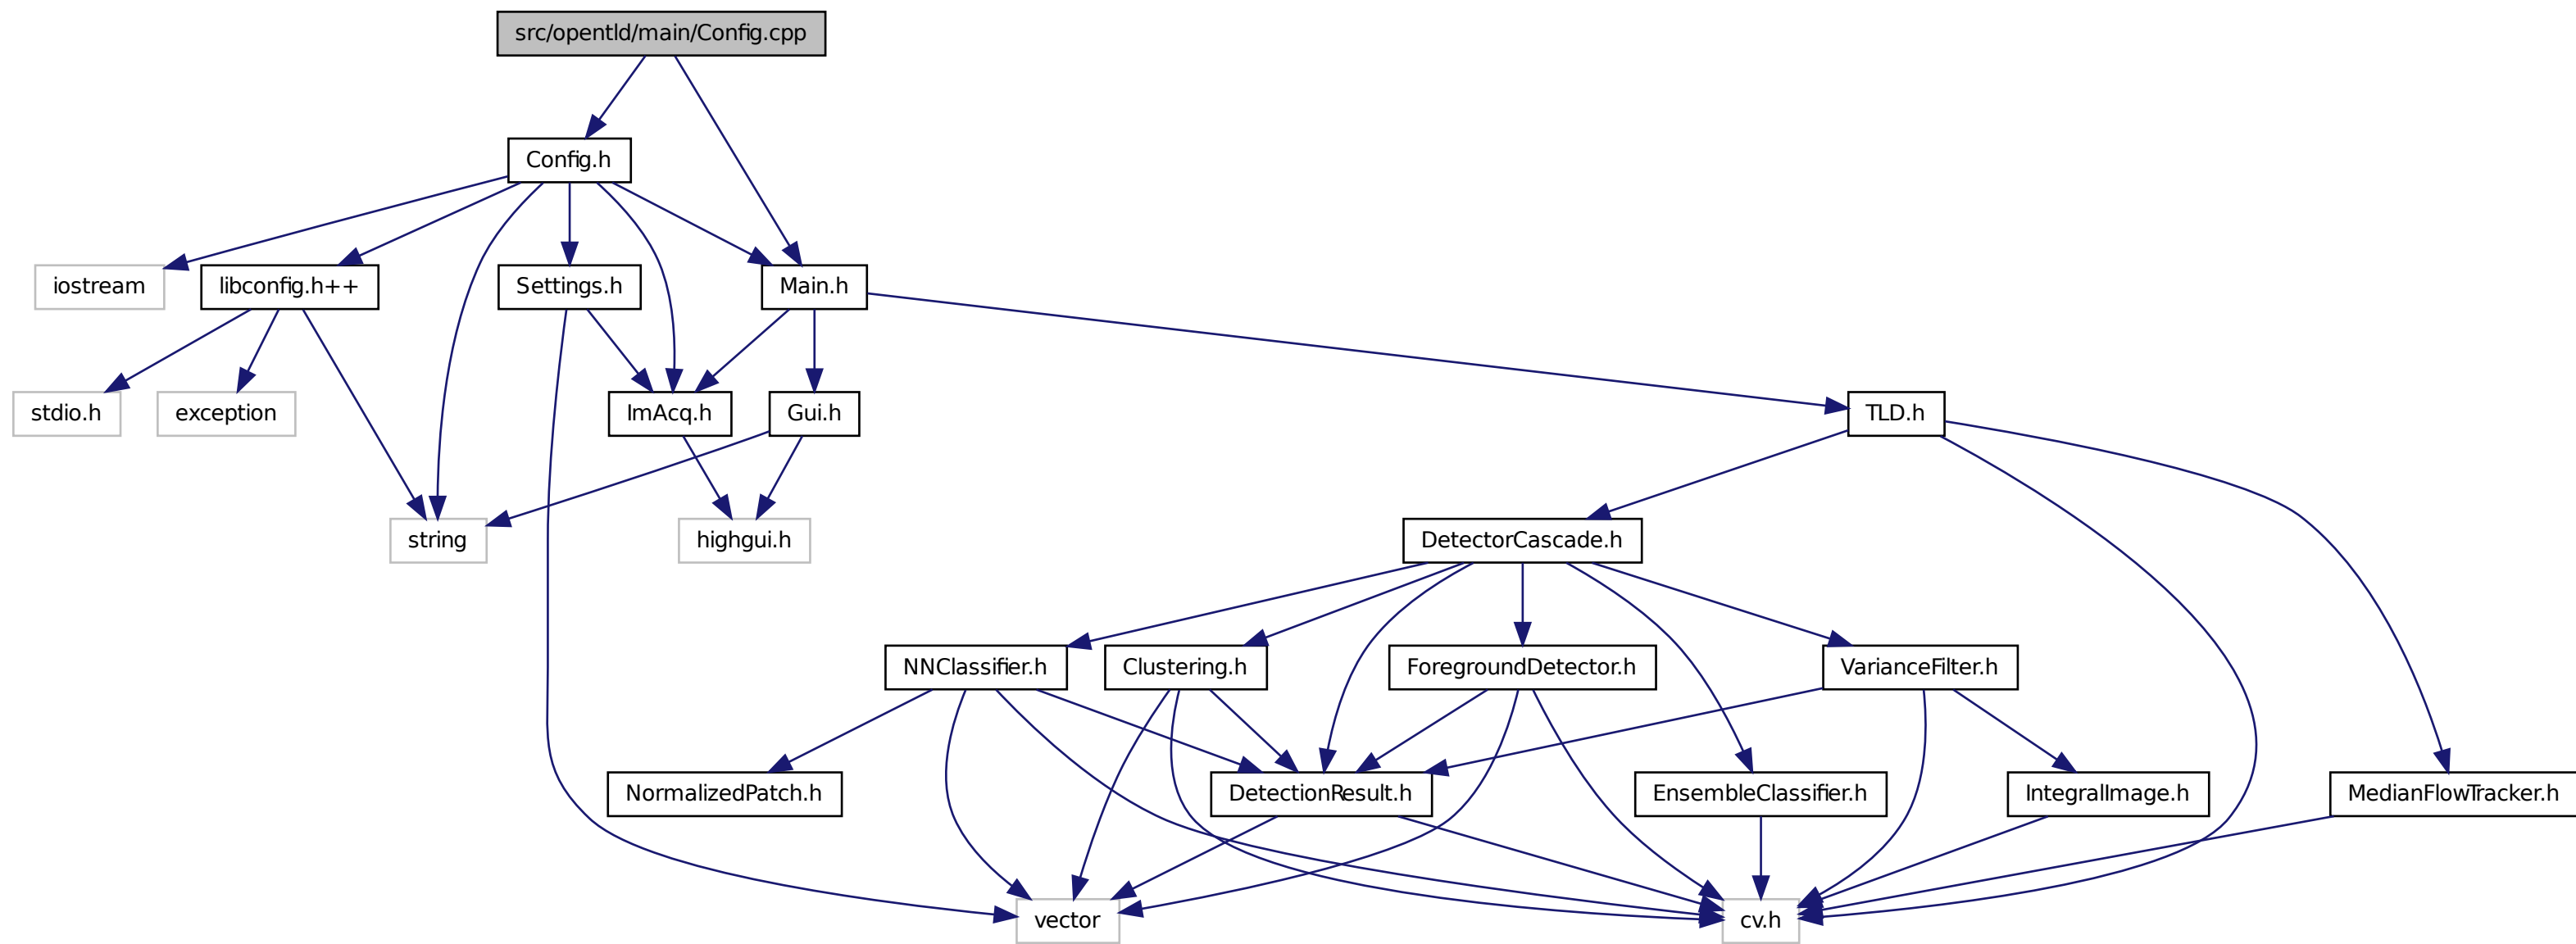 src/opentld/main/Config.cpp
Config.h
iostream
libconfig.h++
Settings.h
Main.h
stdio.h
exception
ImAcq.h
Gui.h
TLD.h
string
highgui.h
DetectorCascade.h
NNClassifier.h
Clustering.h
ForegroundDetector.h
VarianceFilter.h
NormalizedPatch.h
DetectionResult.h
EnsembleClassifier.h
IntegralImage.h
MedianFlowTracker.h
vector
cv.h